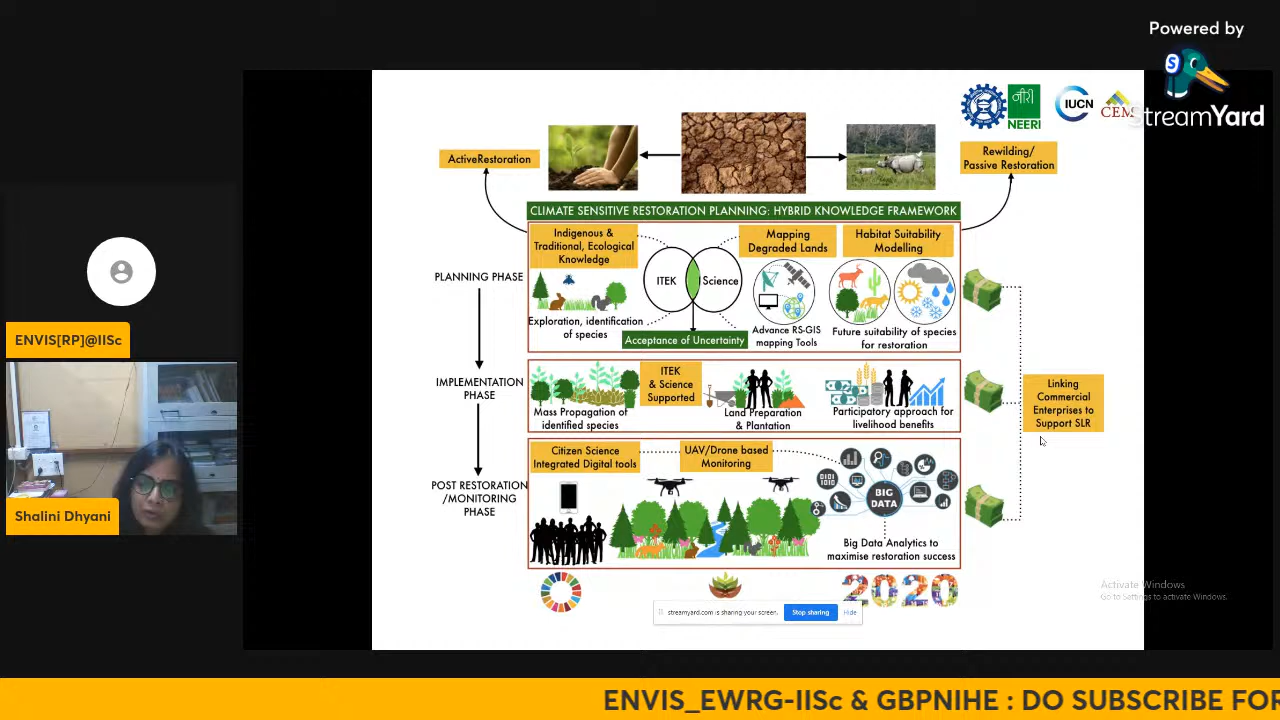 Powered by
StreamYard
NEERI
IUCN
CEM
ActiveRestoration
Rewilding/
Passive Restoration
CLIMATE SENSITIVE RESTORATION PLANNING: HYBRID KNOWLEDGE FRAMEWORK
PLANNING PHASE
Indigenous &
Traditional, Ecological
Knowledge
ITEK
Science
Mapping
Degraded Lands
Habitat Suitability
Modelling
Exploration, identification
of species
Acceptance of Uncertainty
Advance RS-GIS
mapping Tools
Future suitability of species
for restoration
IMPLEMENTATION
PHASE
ITEK
& Science
Supported
Mass Propagation of
identified species
Land Preparation
& Plantation
Participatory approach for
livelihood benefits
Linking
Commercial
Enterprises to
Support SLR
POST RESTORATION
/MONITORING
PHASE
Citizen Science
Integrated Digital tools
UAV/Drone based
Monitoring
BIG
DATA
Big Data Analytics to
maximise restoration success
2020
streamyard.com is sharing your screen.
Stop sharing
Hide
Activate Windows
Go to Settings to activate Windows.
ENVIS[RP]@IISc
Shalini Dhyani
ENVIS_EWRG-IISc & GBPNIHE : DO SUBSCRIBE FOR